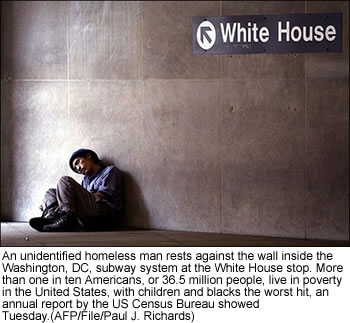 White House
An unidentified homeless man rests against the wall inside the
Washington, DC, subway system at the White House stop. More
than one in ten Americans, or 36.5 million people, live in poverty
in the United States, with children and blacks the worst hit, an
annual report by the US Census Bureau showed
Tuesday.(AFP/File/Paul J. Richards)